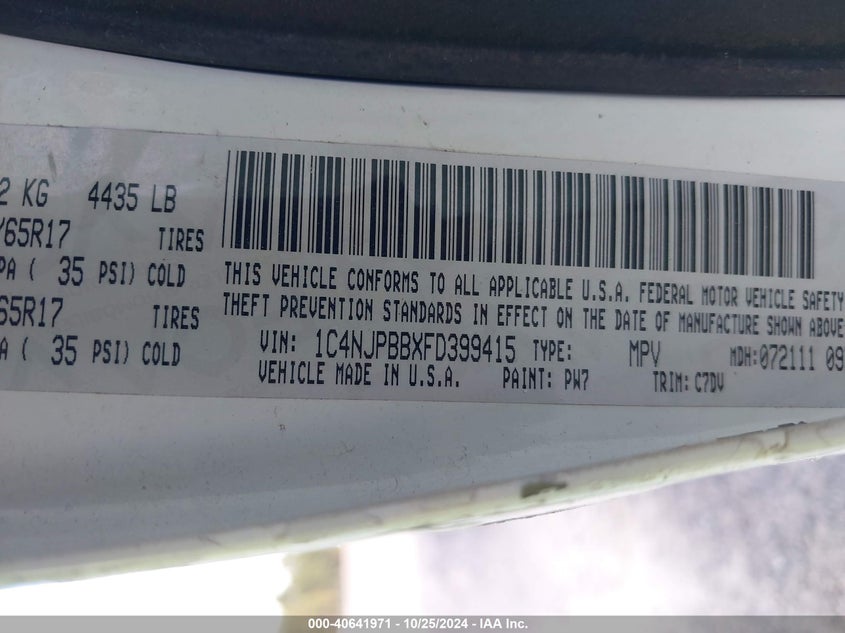 2 KG 4435 LB
/65R17 TIRES
PA ( 35 PSI) COLD
65R17 TIRES
A ( 35 PSI) COLD
THIS VEHICLE CONFORMS TO ALL APPLICABLE U.S.A. FEDERAL MOTOR VEHICLE SAFETY
THEFT PREVENTION STANDARDS IN EFFECT ON THE DATE OF MANUFACTURE SHOWN ABOVE
VIN: 1C4NJPBBXFD399415 TYPE: MPV MDH:072111 09
VEHICLE MADE IN U.S.A. PAINT: PW7 TRIM: C7DV
000-40641971 - 10/25/2024 - IAA Inc.